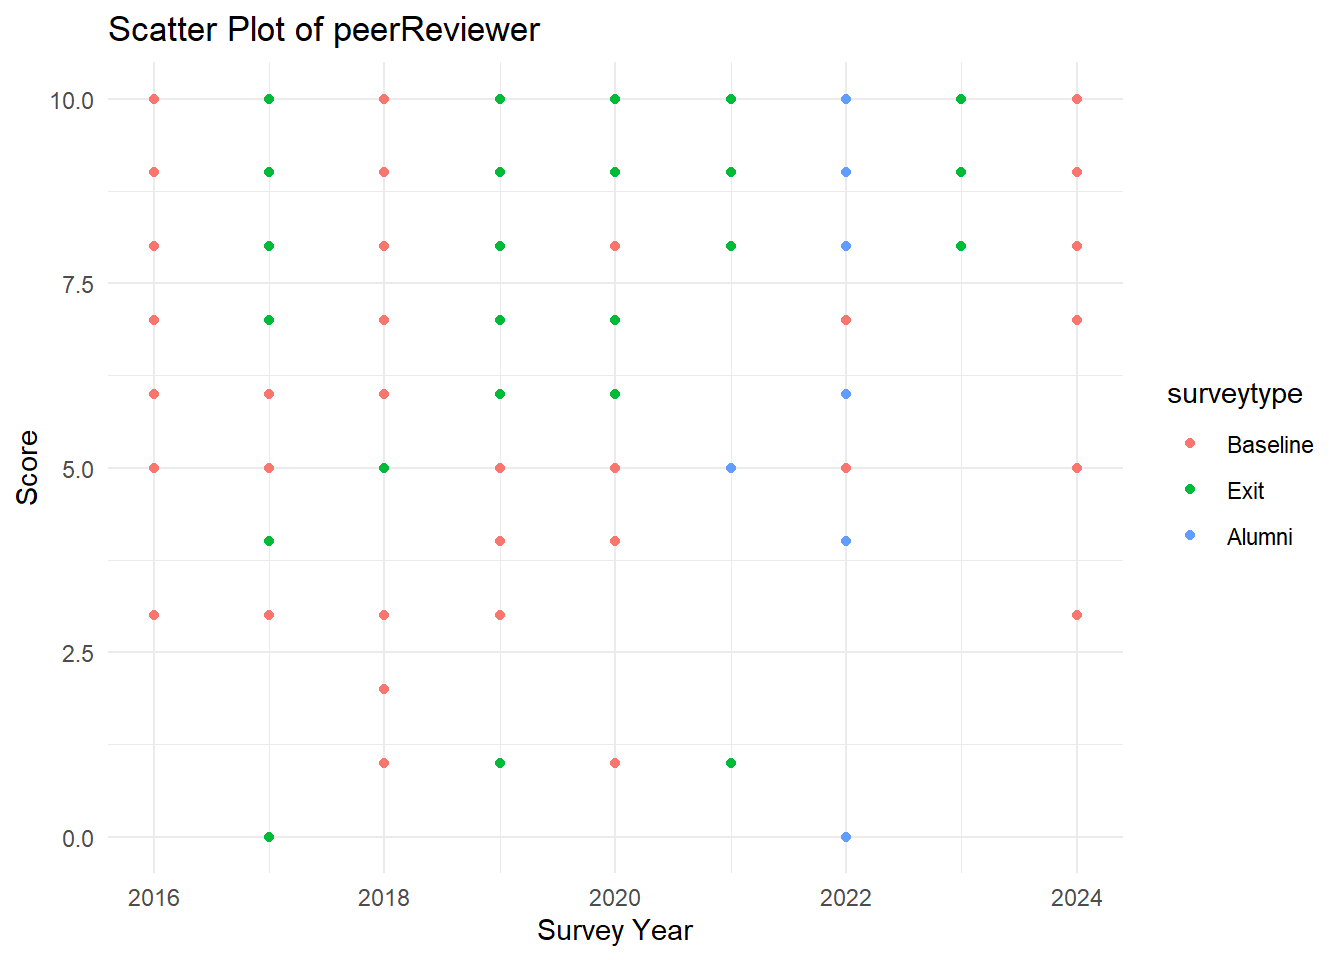 Scatter Plot of peerReviewer
10.0
7.5
5.0
2.5
0.0
Score
2016 2018 2020 2022 2024
Survey Year
surveytype
Baseline
Exit
Alumni